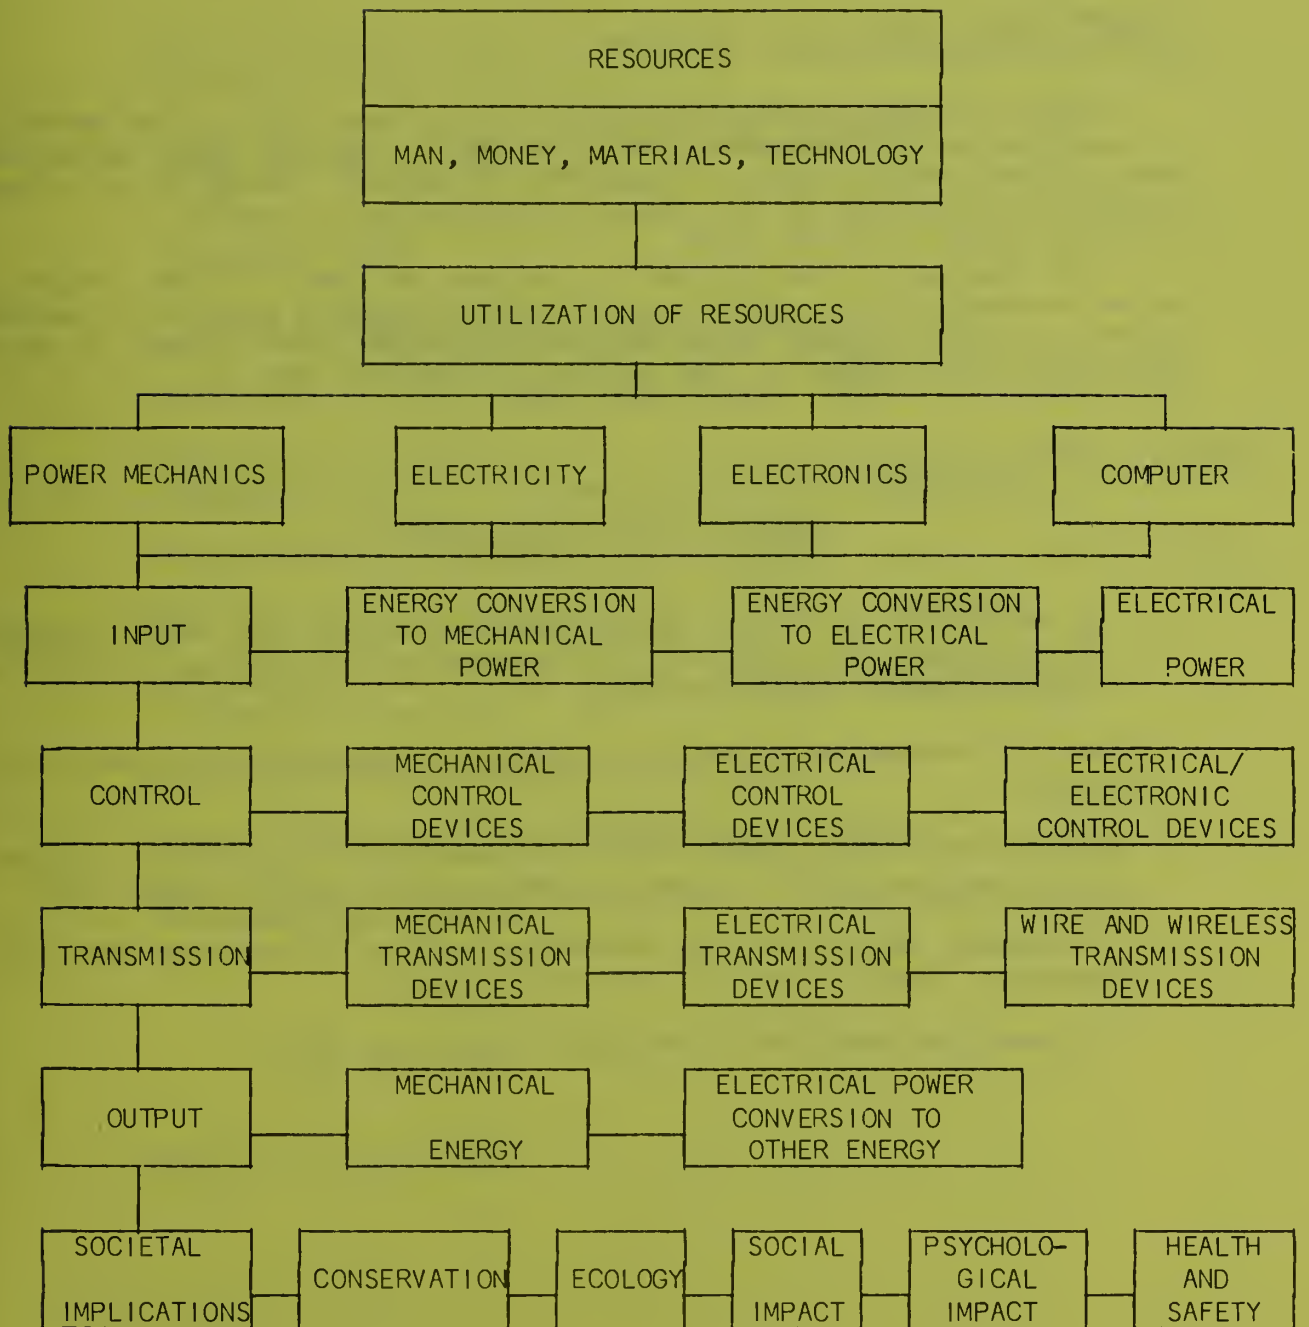 RESOURCES
MAN, MONEY, MATERIALS, TECHNOLOGY
UTILIZATION OF RESOURCES
POWER MECHANICS
ELECTRICITY
ELECTRONICS
COMPUTER
INPUT
ENERGY CONVERSION
TO MECHANICAL
POWER
ENERGY CONVERSION
TO ELECTRICAL
POWER
ELECTRICAL
POWER
CONTROL
MECHANICAL
CONTROL
DEVICES
ELECTRICAL
CONTROL
DEVICES
ELECTRICAL/
ELECTRONIC
CONTROL DEVICES
TRANSMISSION
MECHANICAL
TRANSMISSION
DEVICES
ELECTRICAL
TRANSMISSION
DEVICES
WIRE AND WIRELESS
TRANSMISSION
DEVICES
OUTPUT
MECHANICAL
ENERGY
ELECTRICAL POWER
CONVERSION TO
OTHER ENERGY
SOCIETAL
IMPLICATIONS
CONSERVATION
ECOLOGY
SOCIAL
IMPACT
PSYCHOLO-
GICAL
IMPACT
HEALTH
AND
SAFETY